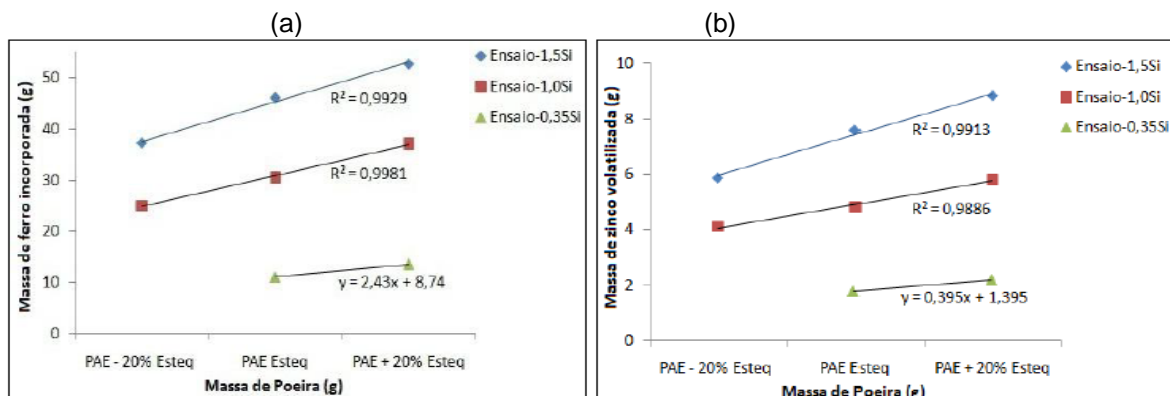 (a)
Massa de ferro incorporada (g)
50
40
30
20
10
0
R² = 0,9929
R² = 0,9981
y = 2,43x + 8,74
Ensaio-1,5Si
Ensaio-1,0Si
Ensaio-0,35Si
PAE - 20% Esteq
PAE Esteq
PAE + 20% Esteq
Massa de Poeira (g)
(b)
Massa de zinco volatilizada (g)
10
8
6
4
2
0
R² = 0,9913
R² = 0,9886
y = 0,395x + 1,395
Ensaio-1,5Si
Ensaio-1,0Si
Ensaio-0,35Si
PAE - 20% Esteq
PAE Esteq
PAE + 20% Esteq
Massa de Poeira (g)